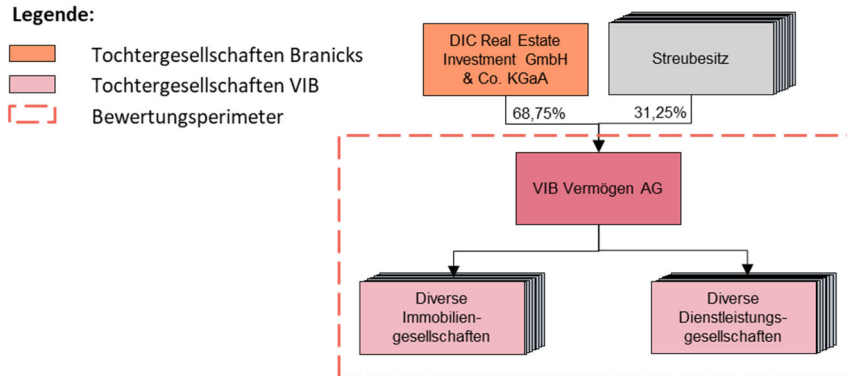 Legende:
Tochtergesellschaften Branicks
Tochtergesellschaften VIB
Bewertungsperimeter
DIC Real Estate
Investment GmbH
& Co. KGaA
Streubesitz
68,75%
31,25%
VIB Vermögen AG
Diverse
Immobilien-
gesellschaften
Diverse
Dienstleistungs-
gesellschaften